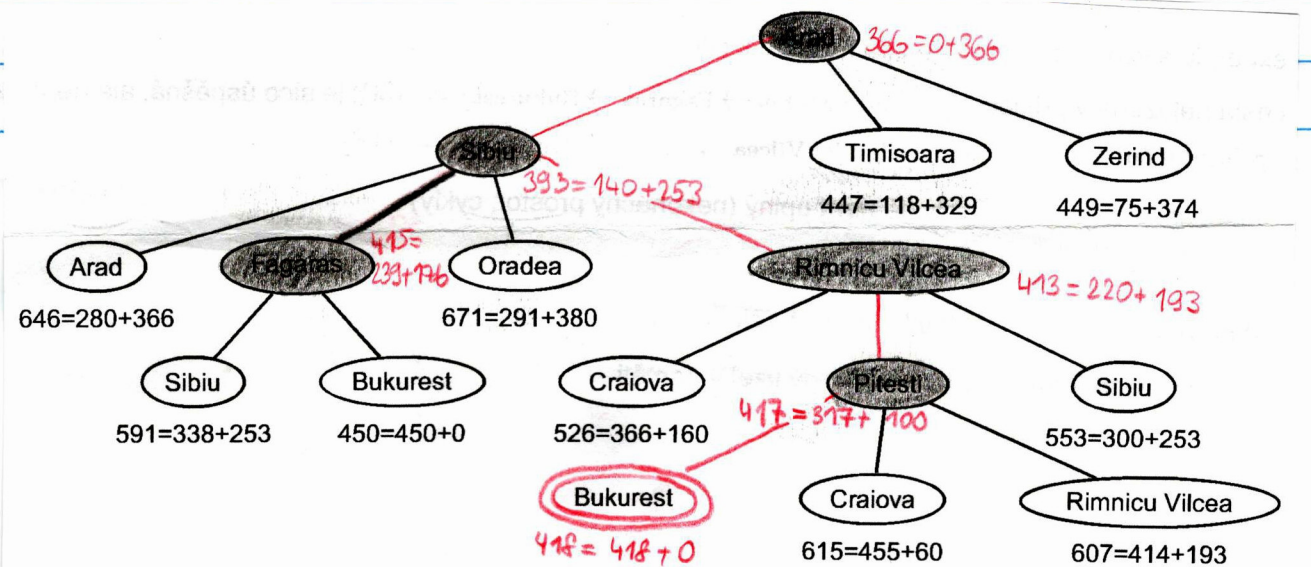 Arad
366=0+366
Sibiu
393=140+253
Timisoara
447=118+329
Zerind
449=75+374
Vilcea
Arad
646=280+366
Fagaras
415=
239+176
Oradea
671=291+380
Rimnicu Vilcea
413=220+193
Sibiu
591=338+253
Bukurest
450=450+0
Craiova
526=366+160
Pitesti
417=317+100
Sibiu
553=300+253
Bukurest
418=418+0
Craiova
615=455+60
Rimnicu Vilcea
607=414+193